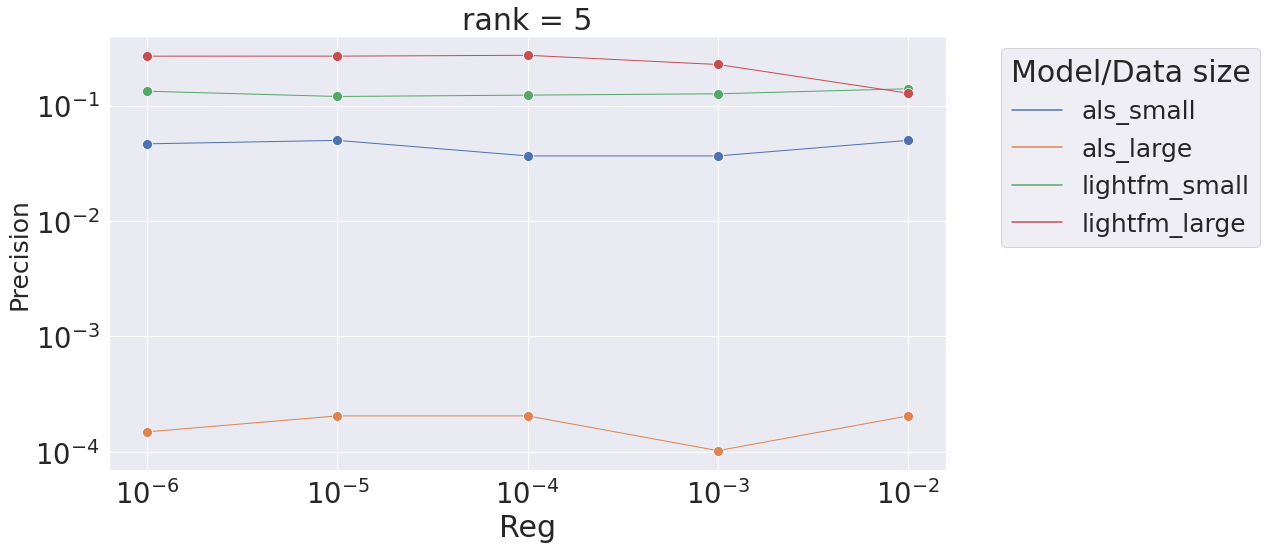 rank = 5
Precision
10⁻¹
10⁻²
10⁻³
10⁻⁴
10⁻⁶ 10⁻⁵ 10⁻⁴ 10⁻³ 10⁻²
Reg
Model/Data size
als_small
als_large
lightfm_small
lightfm_large